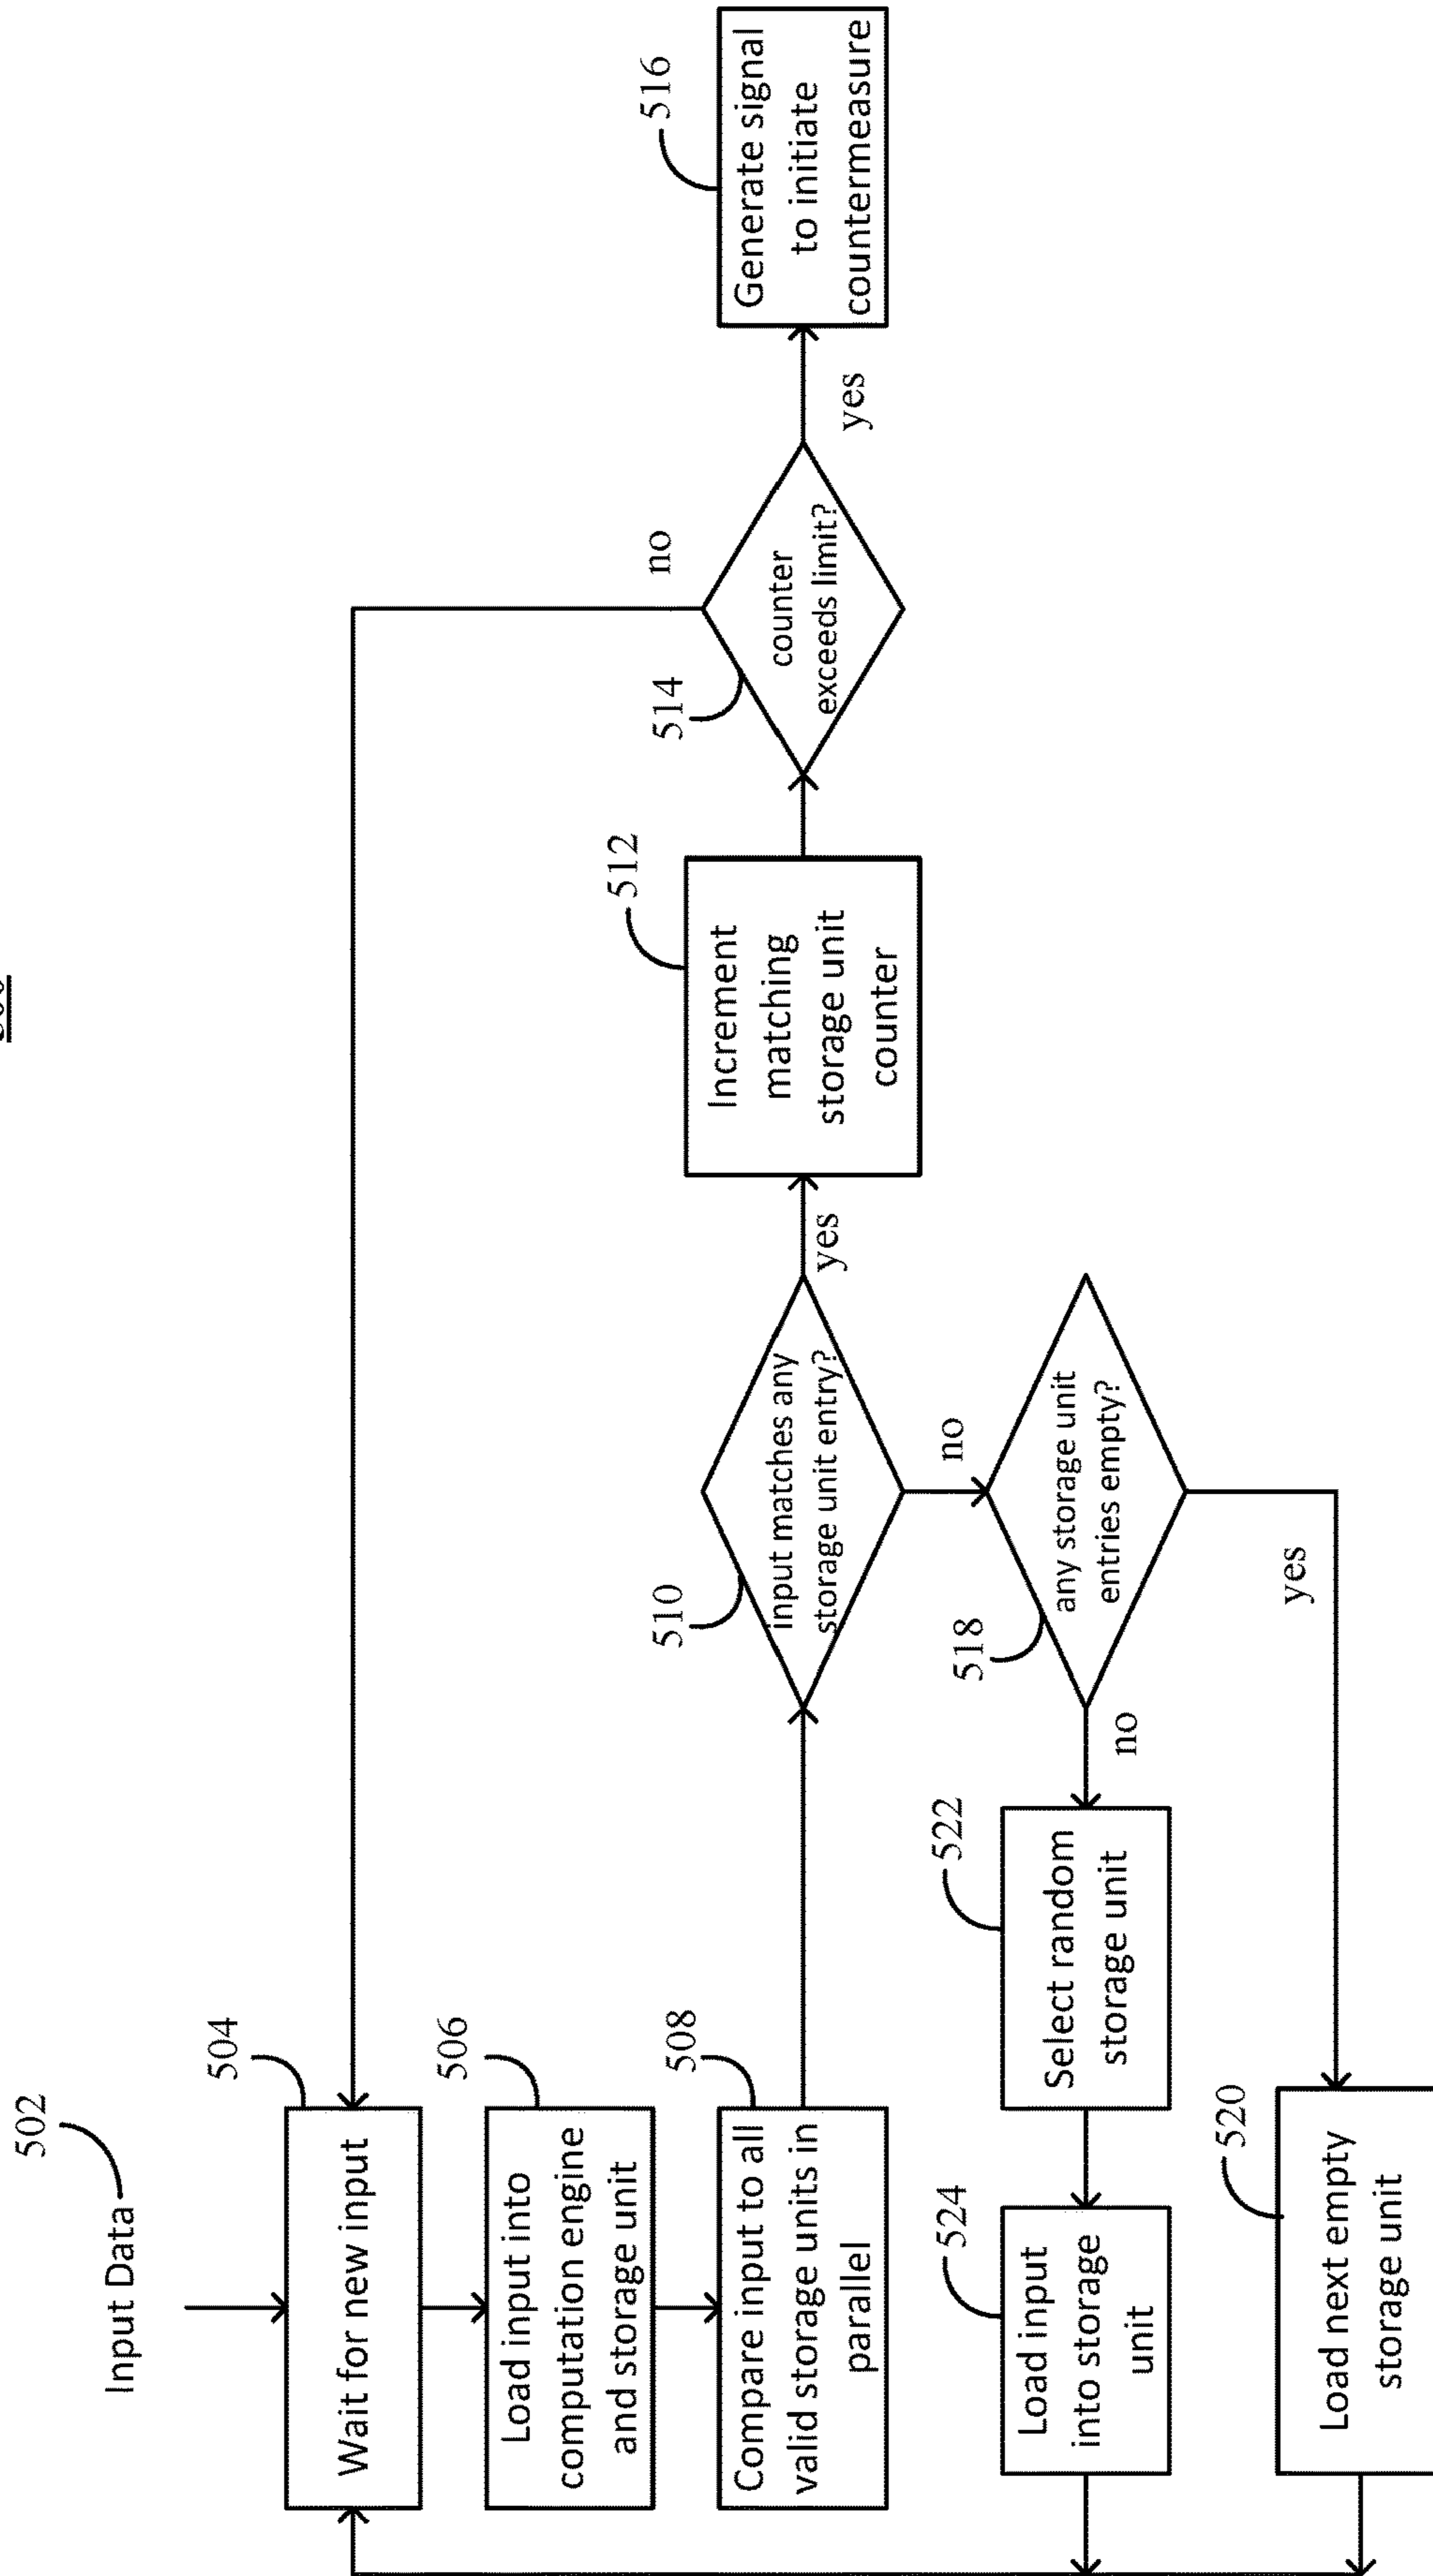 502
Input Data
504
Wait for new input
506
Load input into
computation engine
and storage unit
508
Compare input to all
valid storage units in
parallel
510
input matches any
storage unit entry?
yes
no
512
Increment
matching
storage unit
counter
514
counter
exceeds limit?
no
yes
516
Generate signal
to initiate
countermeasure
518
any storage unit
entries empty?
no
yes
522
Select random
storage unit
524
Load input
into storage
unit
520
Load next empty
storage unit